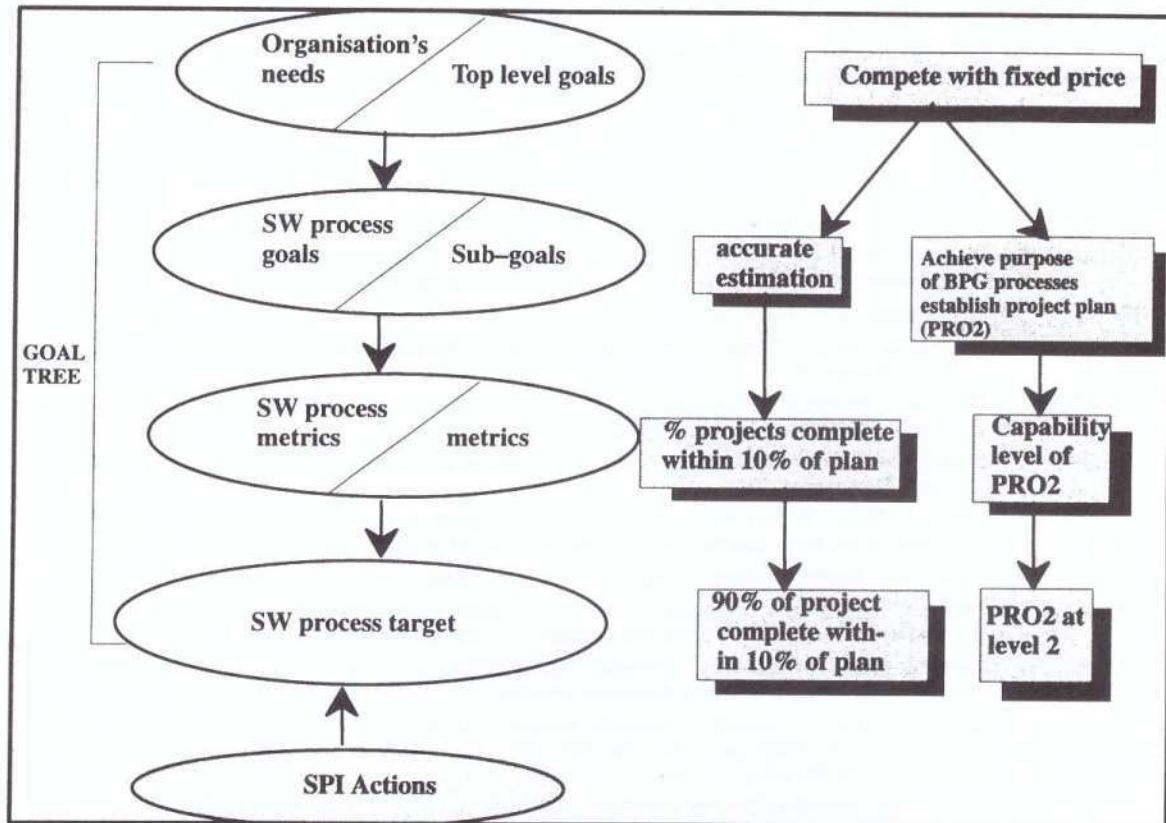 Organisation's
needs
Top level goals
Compete with fixed price
SW process
goals
Sub–goals
accurate
estimation
Achieve purpose
of BPG processes
establish project plan
(PRO2)
GOAL
TREE
SW process
metrics
metrics
% projects complete
within 10% of plan
Capability
level of
PRO2
SW process target
90% of project
complete with-
in 10% of plan
PRO2 at
level 2
SPI Actions